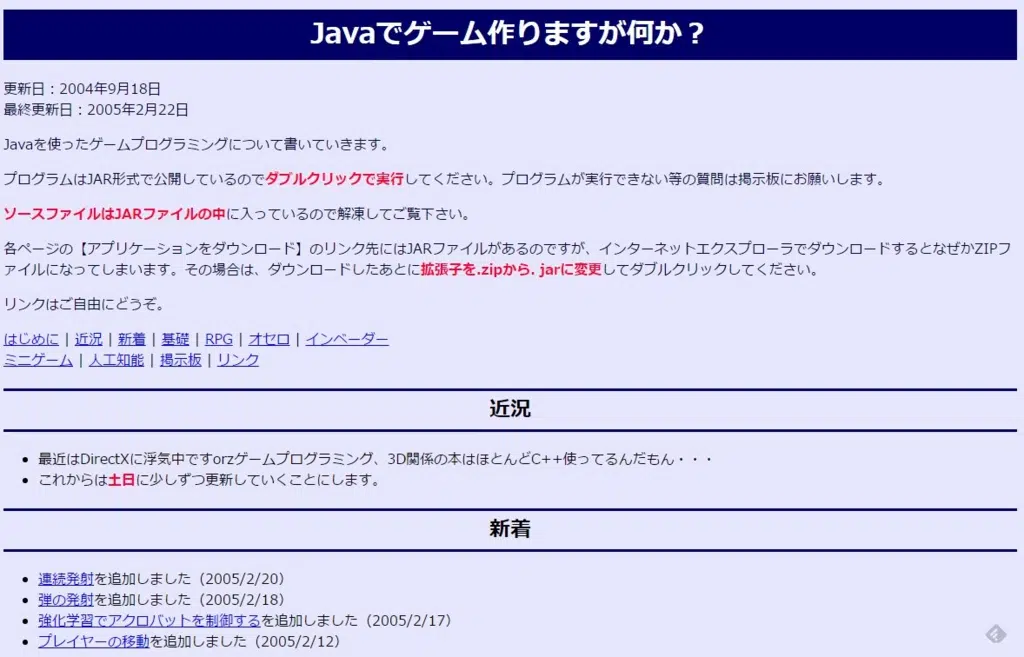 Javaでゲーム作りますが何か？
更新日：2004年9月18日
最終更新日：2005年2月22日
Javaを使ったゲームプログラミングについて書いていきます。
プログラムはJAR形式で公開しているのでダブルクリックで実行してください。プログラムが実行できない等の質問は掲示板にお願いします。
ソースファイルはJARファイルの中に入っているので解凍してご覧下さい。
各ページの【アプリケーションをダウンロード】のリンク先にはJARファイルがあるのですが、インターネットエクスプローラでダウンロードするとなぜかZIPフ
ァイルになってしまいます。その場合は、ダウンロードしたあとに拡張子を.zipから. jarに変更してダブルクリックしてください。
リンクはご自由にどうぞ。
はじめに | 近況 | 新着 | 基礎 | RPG | オセロ | インベーダー
ミニゲーム | 人工知能 | 掲示板 | リンク
近況
• 最近はDirectXに浮気中ですorzゲームプログラミング、3D関係の本はほとんどC++使ってるんだもん・・・
• これからは土日に少しずつ更新していくことにします。
新着
• 連続発射を追加しました（2005/2/20）
• 弾の発射を追加しました（2005/2/18）
• 強化学習でアクロバットを制御するを追加しました（2005/2/17）
• プレイヤーの移動を追加しました（2005/2/12）